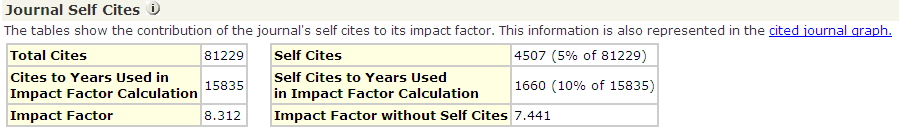 Journal Self Cites
The tables show the contribution of the journal's self cites to its impact factor. This information is also represented in the cited journal graph.
Total Cites 81229 Self Cites 4507 (5% of 81229)
Cites to Years Used in Self Cites to Years Used
Impact Factor Calculation 15835 in Impact Factor Calculation 1660 (10% of 15835)
Impact Factor 8.312 Impact Factor without Self Cites 7.441